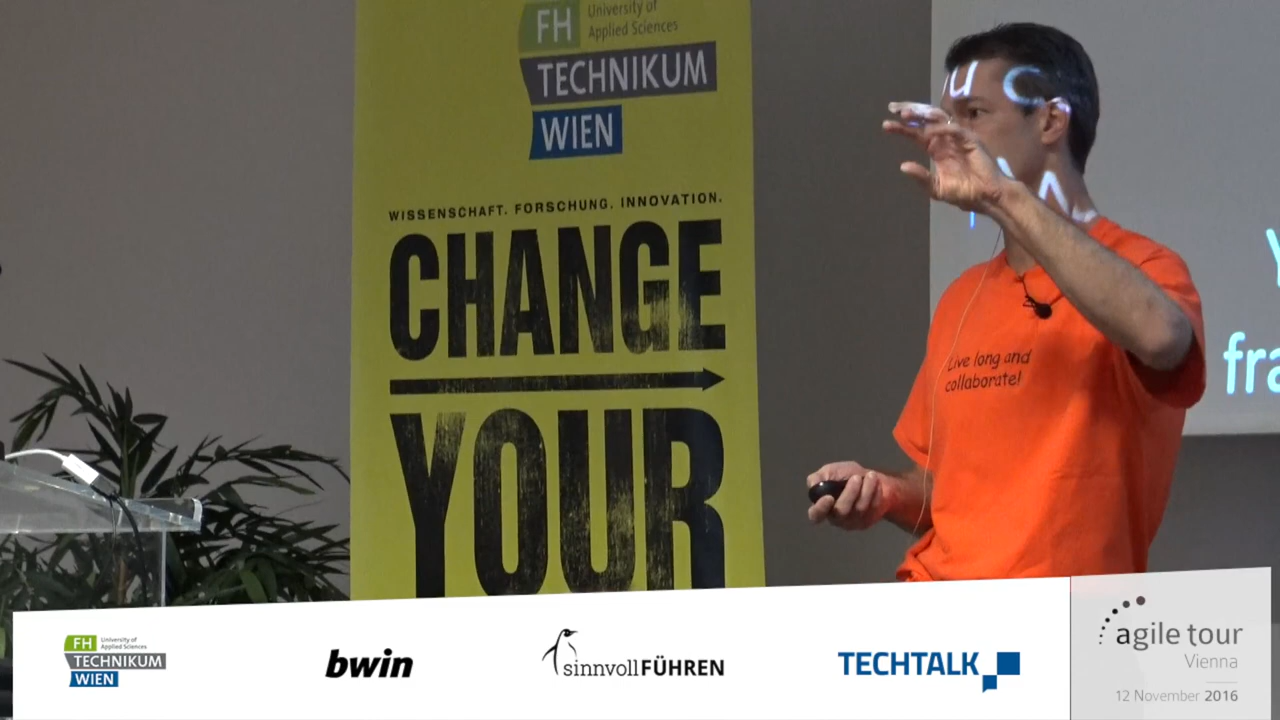 FH
University of
Applied Sciences
TECHNIKUM
WIEN
WISSENSCHAFT. FORSCHUNG. INNOVATION.
CHANGE
YOUR
Live long and
collaborate!
FH
University of
Applied Sciences
TECHNIKUM
WIEN
bwin
sinnvollFÜHREN
TECHTALK
agile tour
Vienna
12 November 2016